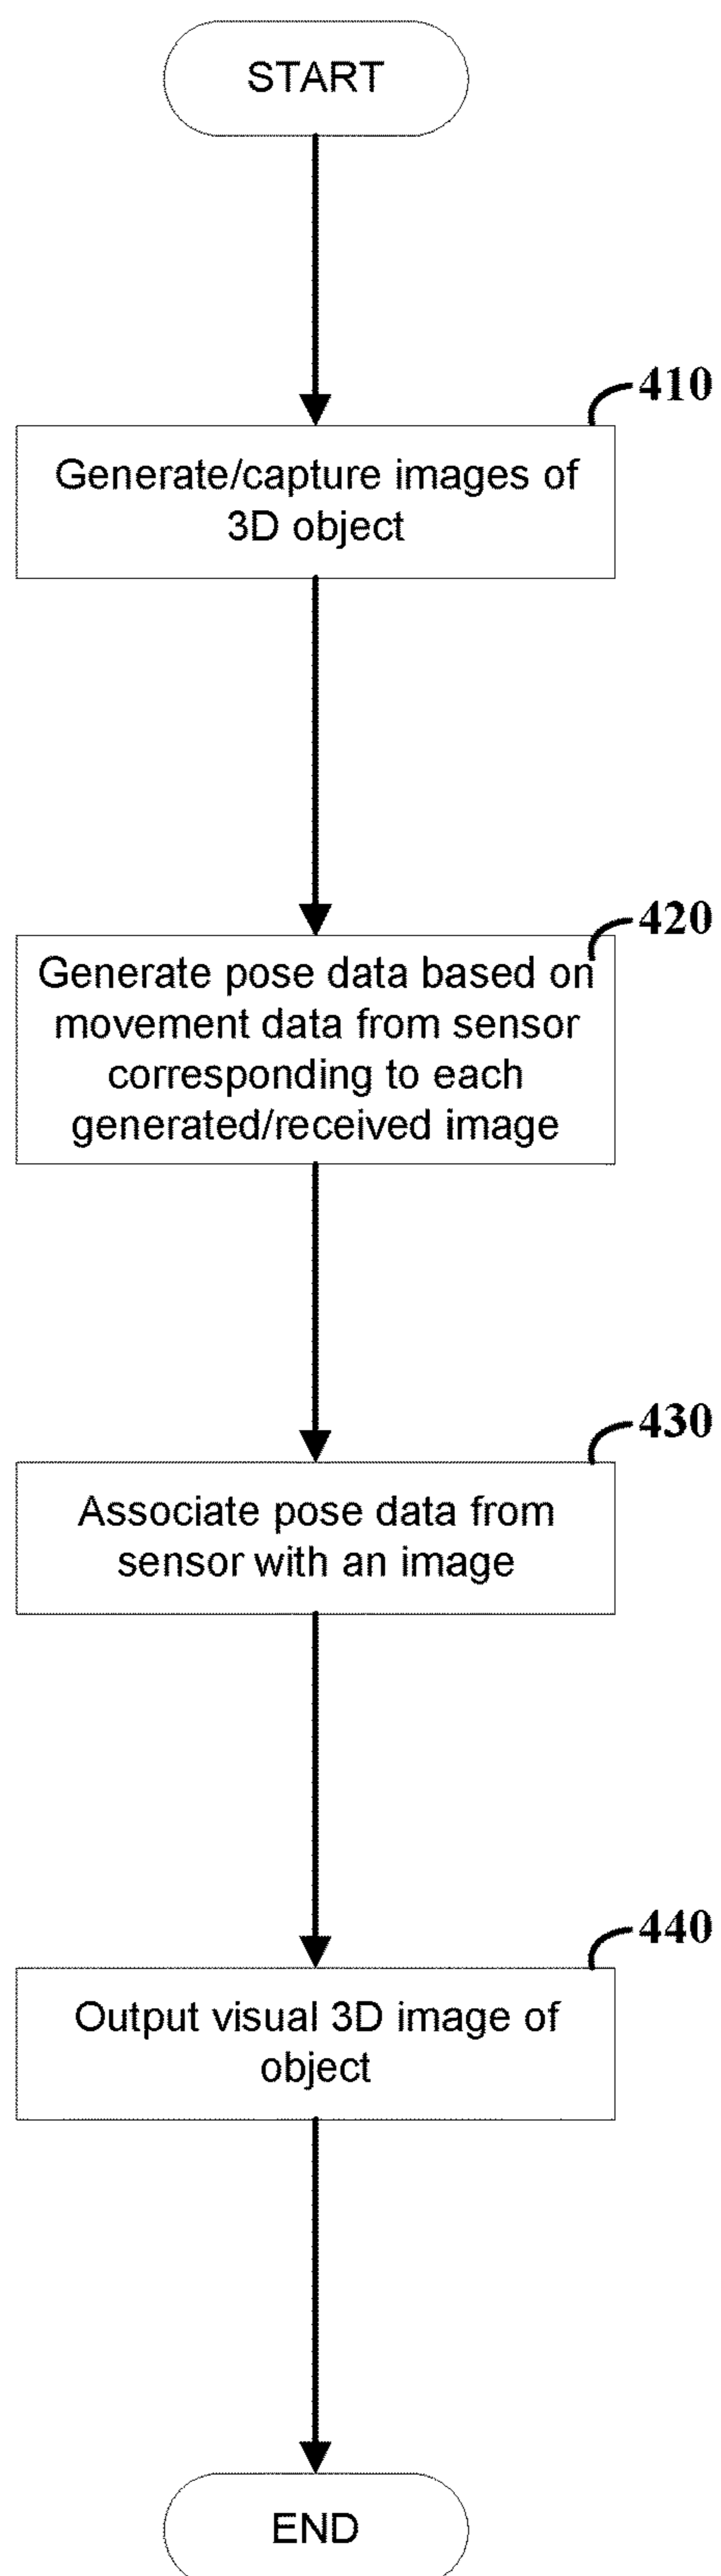 START
410
Generate/capture images of
3D object
420
Generate pose data based on
movement data from sensor
corresponding to each
generated/received image
430
Associate pose data from
sensor with an image
440
Output visual 3D image of
object
END